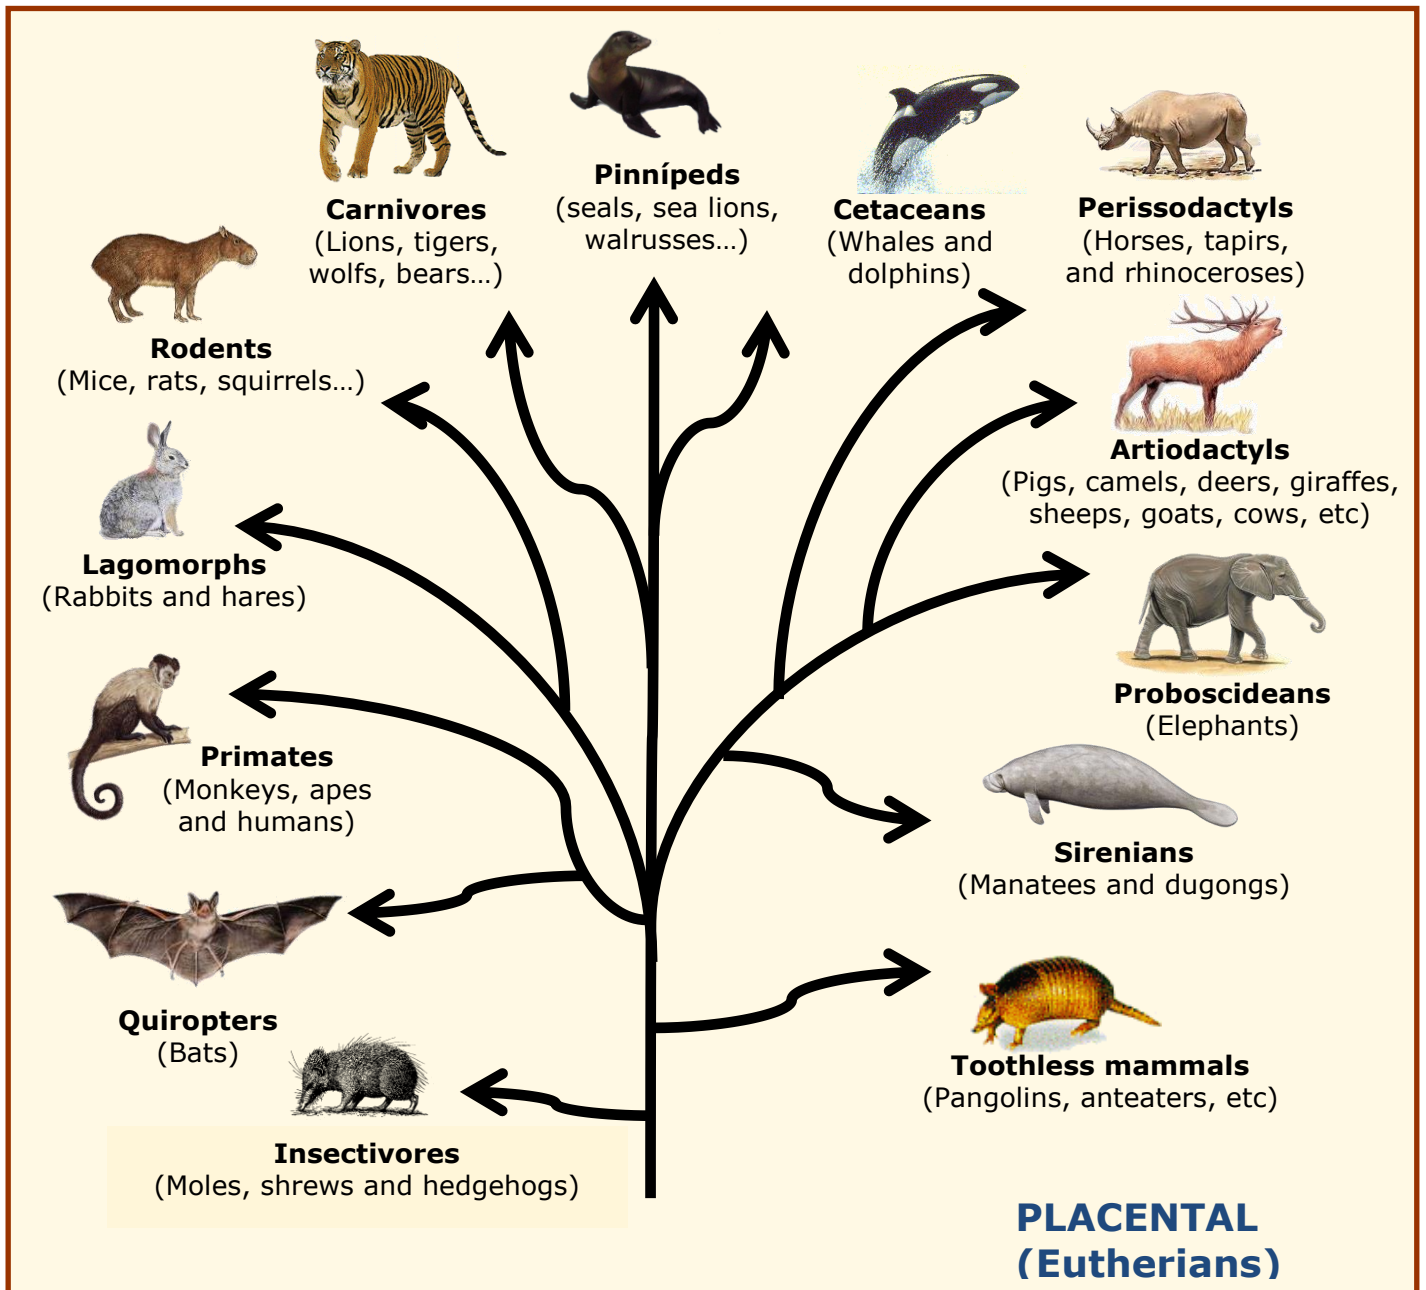 Pinnípeds
(seals, sea lions,
walrusses…)
Carnivores
(Lions, tigers,
wolfs, bears…)
Cetaceans
(Whales and
dolphins)
Perissodactyls
(Horses, tapirs,
and rhinoceroses)
Rodents
(Mice, rats, squirrels…)
Artiodactyls
(Pigs, camels, deers, giraffes,
sheeps, goats, cows, etc)
Lagomorphs
(Rabbits and hares)
Proboscideans
(Elephants)
Primates
(Monkeys, apes
and humans)
Sirenians
(Manatees and dugongs)
Quiropters
(Bats)
Toothless mammals
(Pangolins, anteaters, etc)
Insectivores
(Moles, shrews and hedgehogs)
PLACENTAL
(Eutherians)